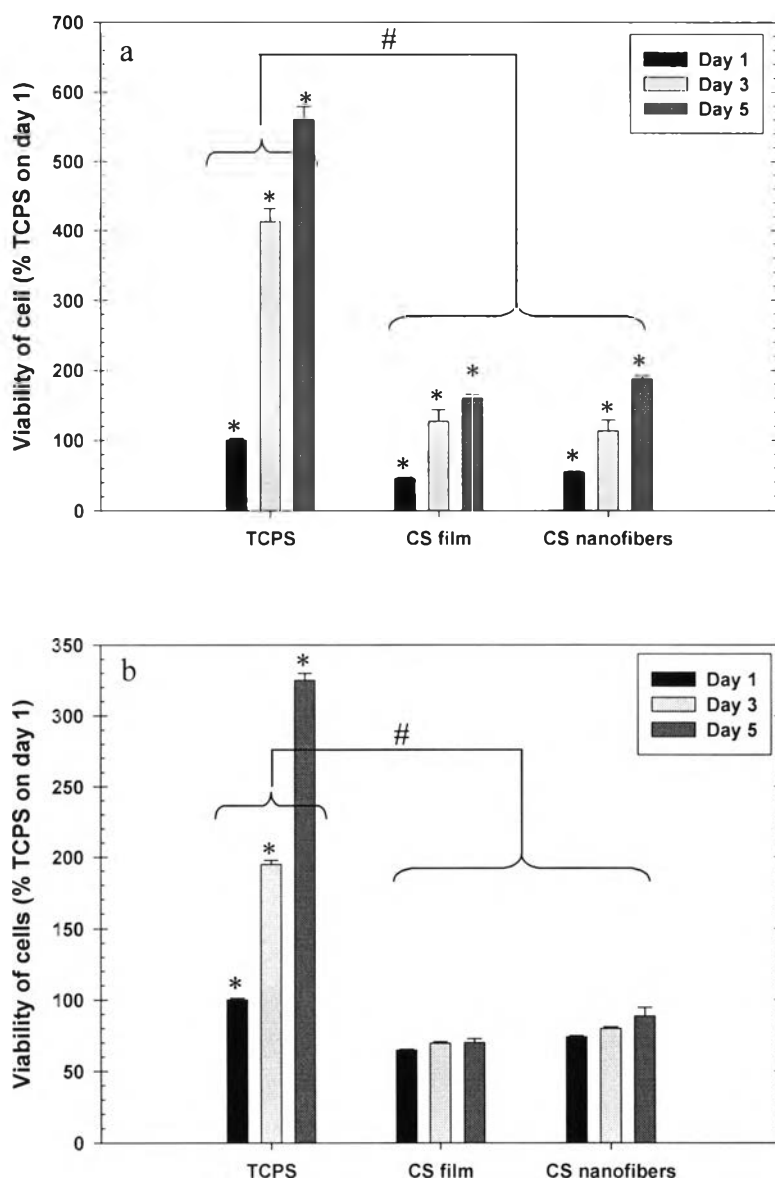 a
#
Day 1
Day 3
Day 5
Viability of ceii (% TCPS on day 1)
700
600
500
400
300
200
100
0
*
*
*
*
*
*
*
*
*
TCPS CS film CS nanofibers
b
#
Day 1
Day 3
Day 5
Viability of cells (% TCPS on day 1)
350
300
250
200
150
100
50
0
*
*
*
TCPS CS film CS nanofibers